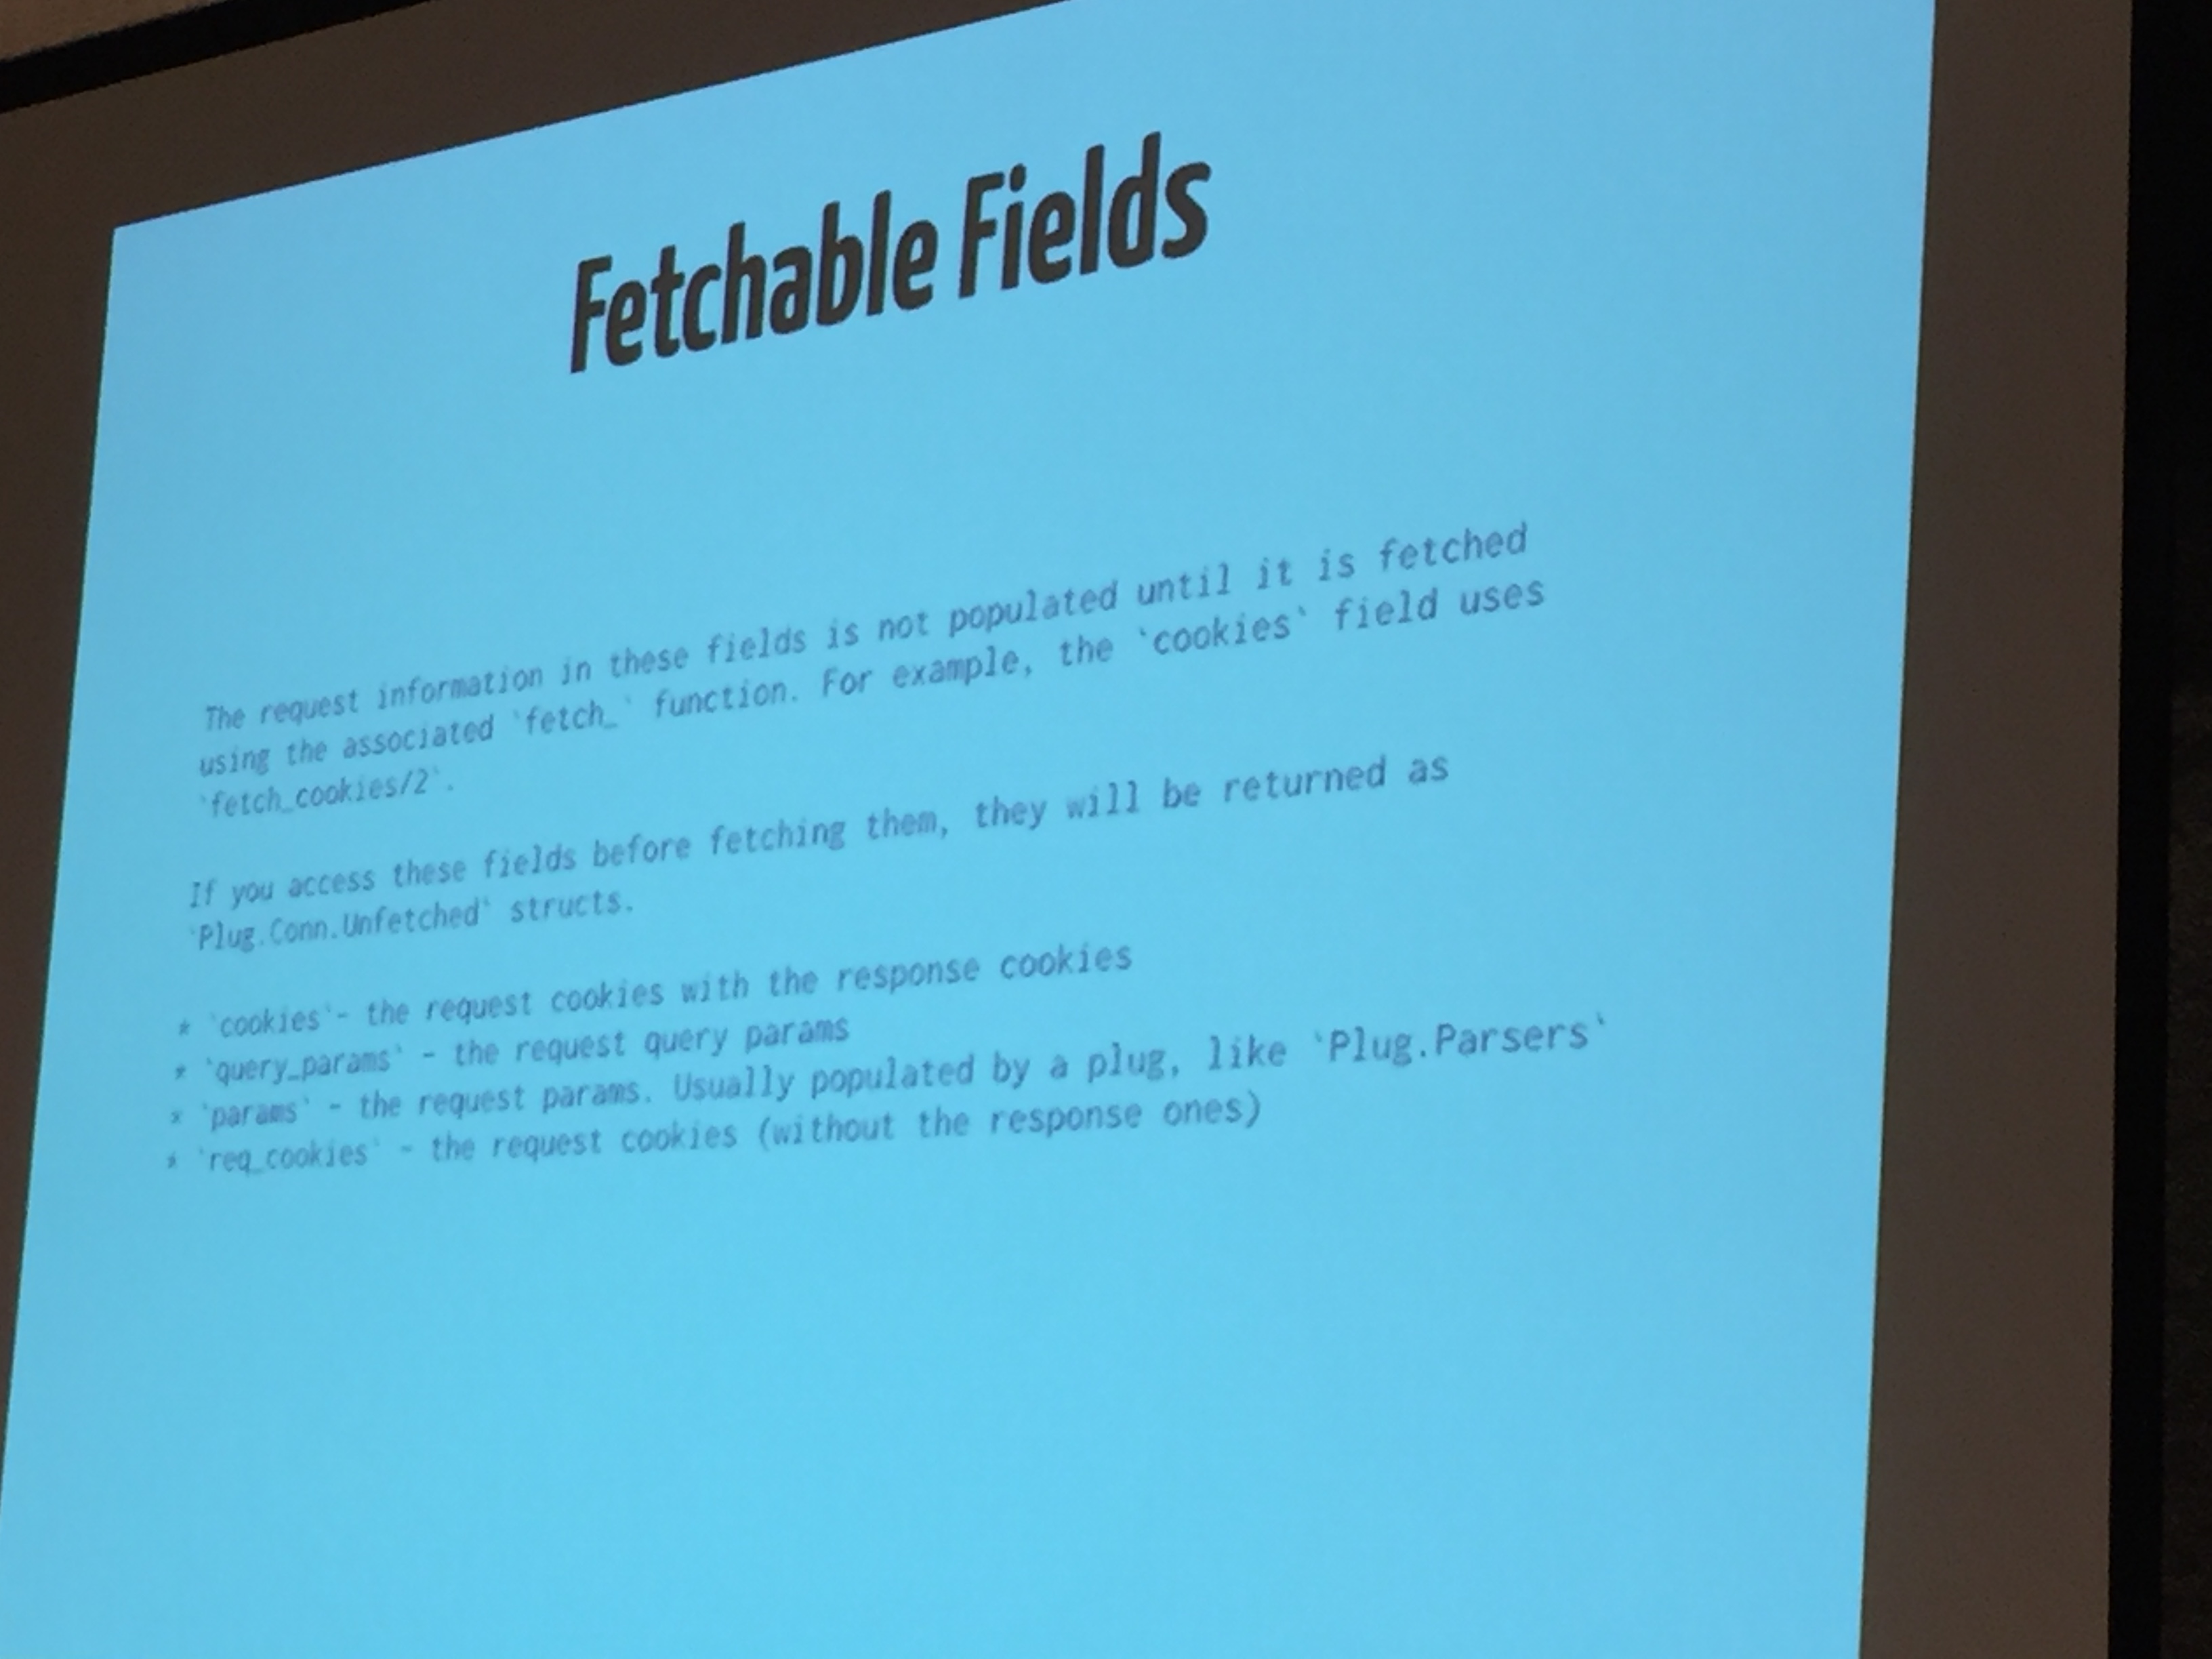 Fetchable Fields
The request information in these fields is not populated until it is fetched
using the associated `fetch_` function. For example, the `cookies` field uses
`fetch_cookies/2`.
If you access these fields before fetching them, they will be returned as
`Plug.Conn.Unfetched` structs.
* `cookies`- the request cookies with the response cookies
* `query_params` - the request query params
* `params` - the request params. Usually populated by a plug, like `Plug.Parsers`
* `req_cookies` - the request cookies (without the response ones)